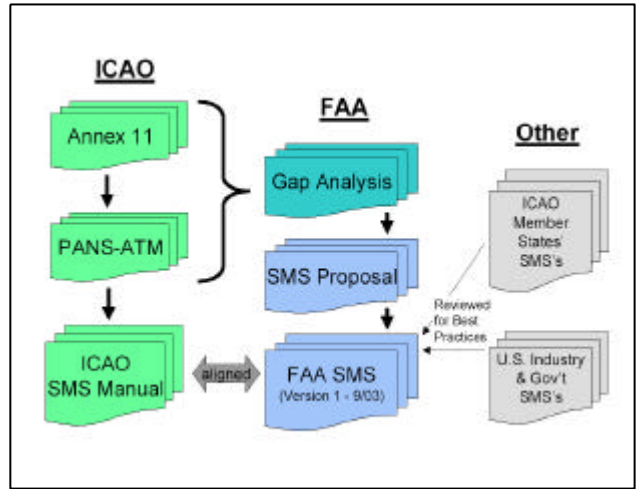 ICAO
Annex 11
PANS-ATM
ICAO
SMS Manual
FAA
Gap Analysis
SMS Proposal
FAA SMS
(Version 1 - 9/03)
aligned
Other
ICAO
Member
States'
SMS's
Reviewed
for Best
Practices
U.S. Industry
& Gov't
SMS's